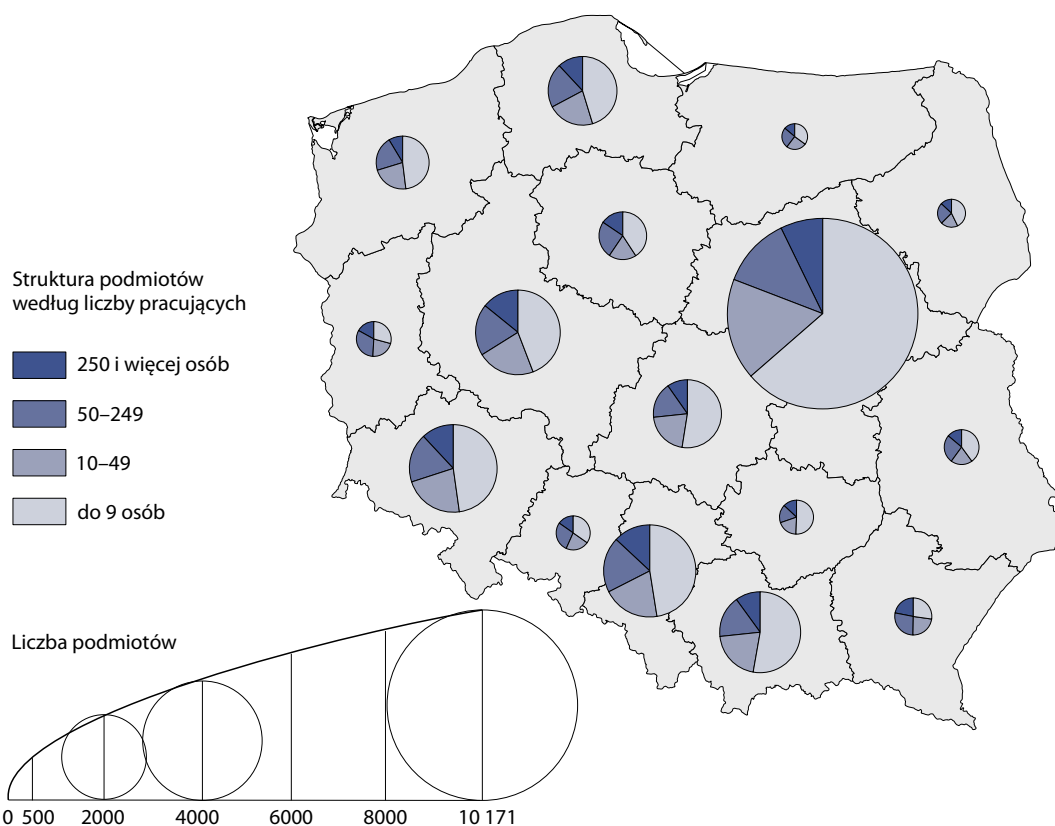 Struktura podmiotów
według liczby pracujących
250 i więcej osób
50–249
10–49
do 9 osób
Liczba podmiotów
0 500 2000 4000 6000 8000 10 171